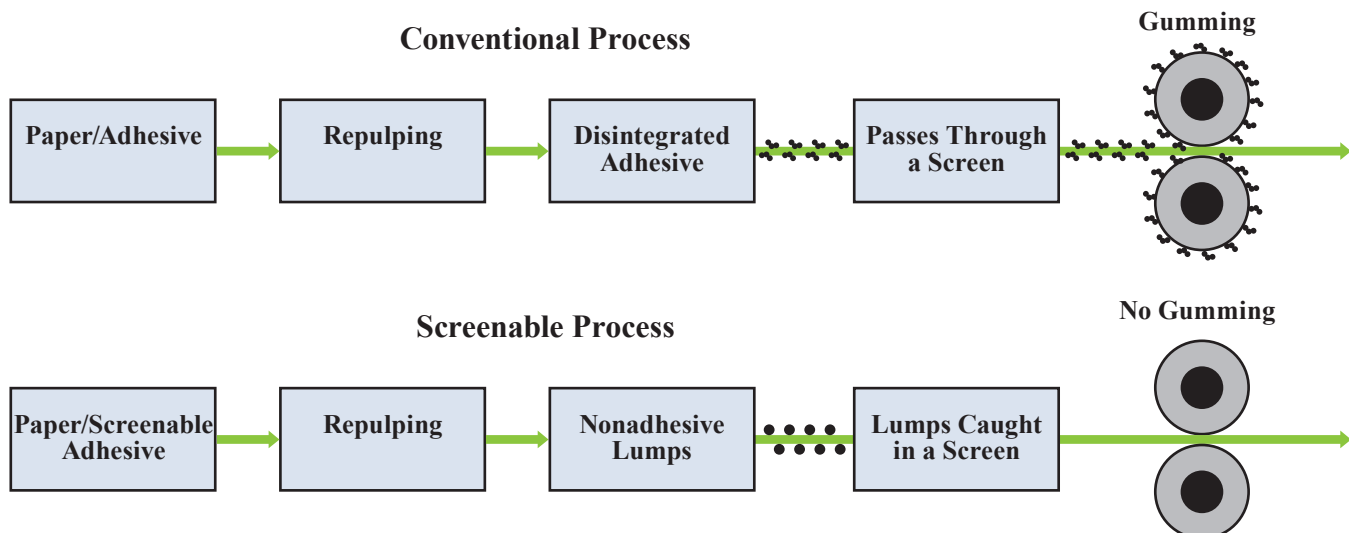 Conventional Process
Gumming
Paper/Adhesive
Repulping
Disintegrated
Adhesive
Passes Through
a Screen
Screenable Process
No Gumming
Paper/Screenable
Adhesive
Repulping
Nonadhesive
Lumps
Lumps Caught
in a Screen